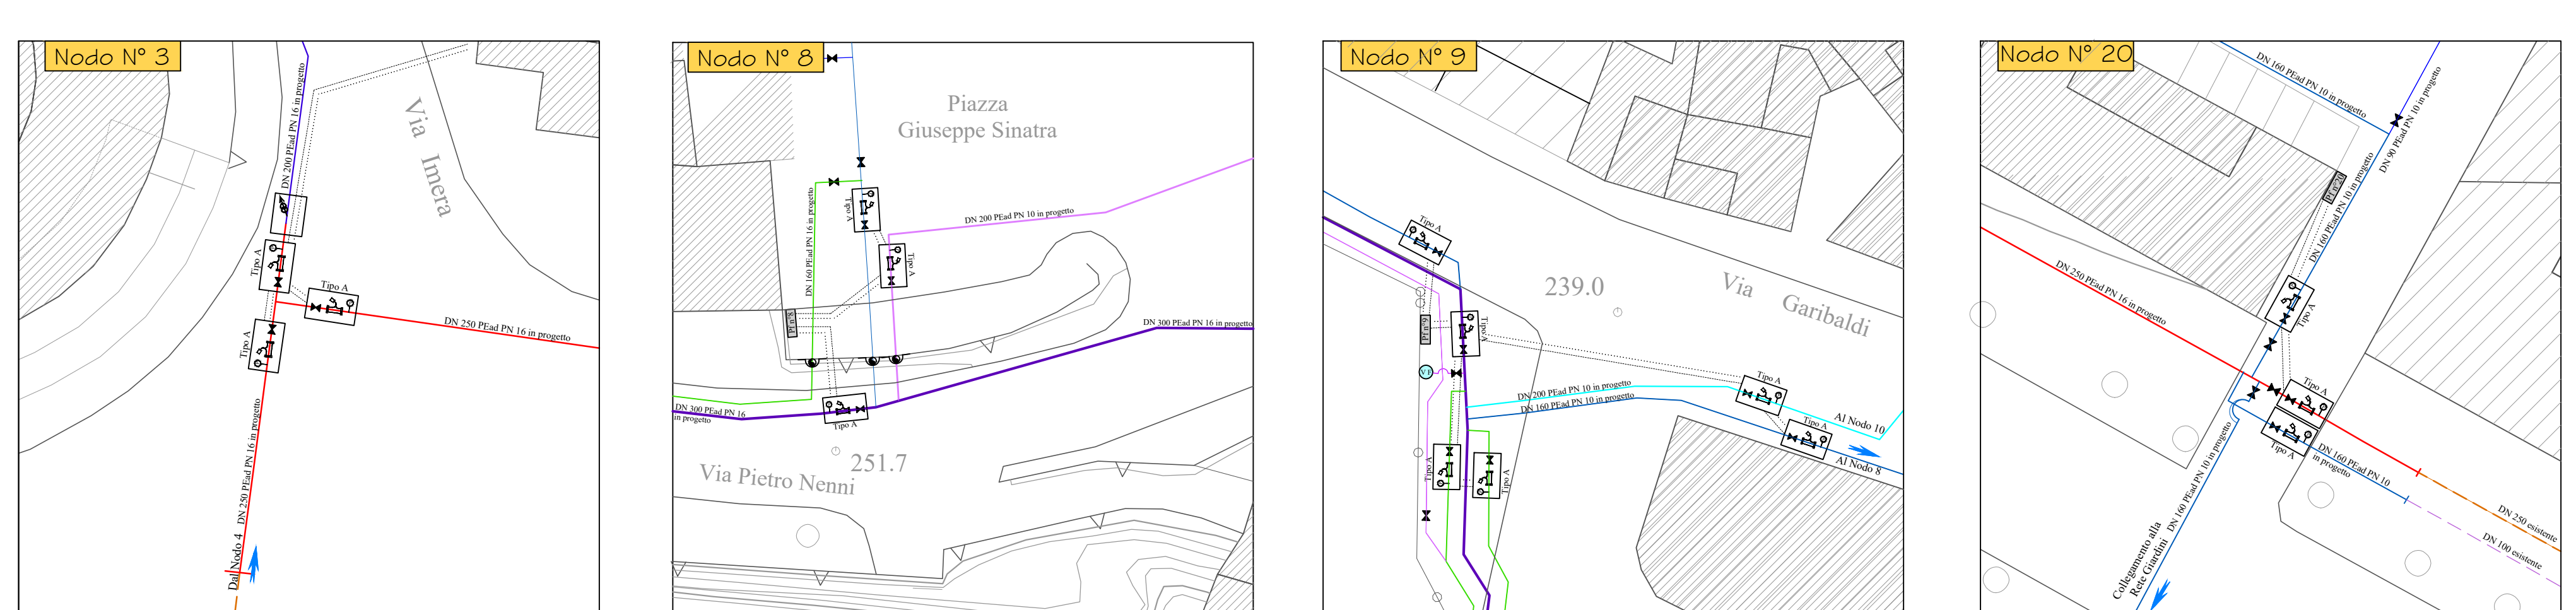 Nodo N° 3
DN 200 PEad PN 16 in progetto
Via Imera
Tipo A
Tipo A
DN 250 PEad PN 16 in progetto
Tipo A
DN 250 PEad PN 16 in progetto
Dal Nodo 4
Nodo N° 8
Piazza
Giuseppe Sinatra
DN 160 PEad PN 16 in progetto
Tipo A
DN 200 PEad PN 10 in progetto
Tipo A
Pf n°8
DN 300 PEad PN 16 in progetto
DN 300 PEad PN 16
in progetto
Tipo A
251.7
Via Pietro Nenni
Nodo N° 9
Tipo A
239.0
Via Garibaldi
Pf n°9
Tipo A
V F
Tipo A
DN 200 PEad PN 10 in progetto
DN 160 PEad PN 10 in progetto
Al Nodo 10
Tipo A
Al Nodo 8
Tipo A
Tipo A
Nodo N° 20
DN 160 PEad PN 10 in progetto
DN 90 PEad PN 10 in progetto
Pf n°20
DN 160 PEad PN 10 in progetto
DN 250 PEad PN 16 in progetto
Tipo A
Tipo A
Tipo A
DN 160 PEad PN 10
in progetto
DN 160 PEad PN 10 in progetto
DN 250 esistente
DN 100 esistente
Collegamento alla
Rete Giardini